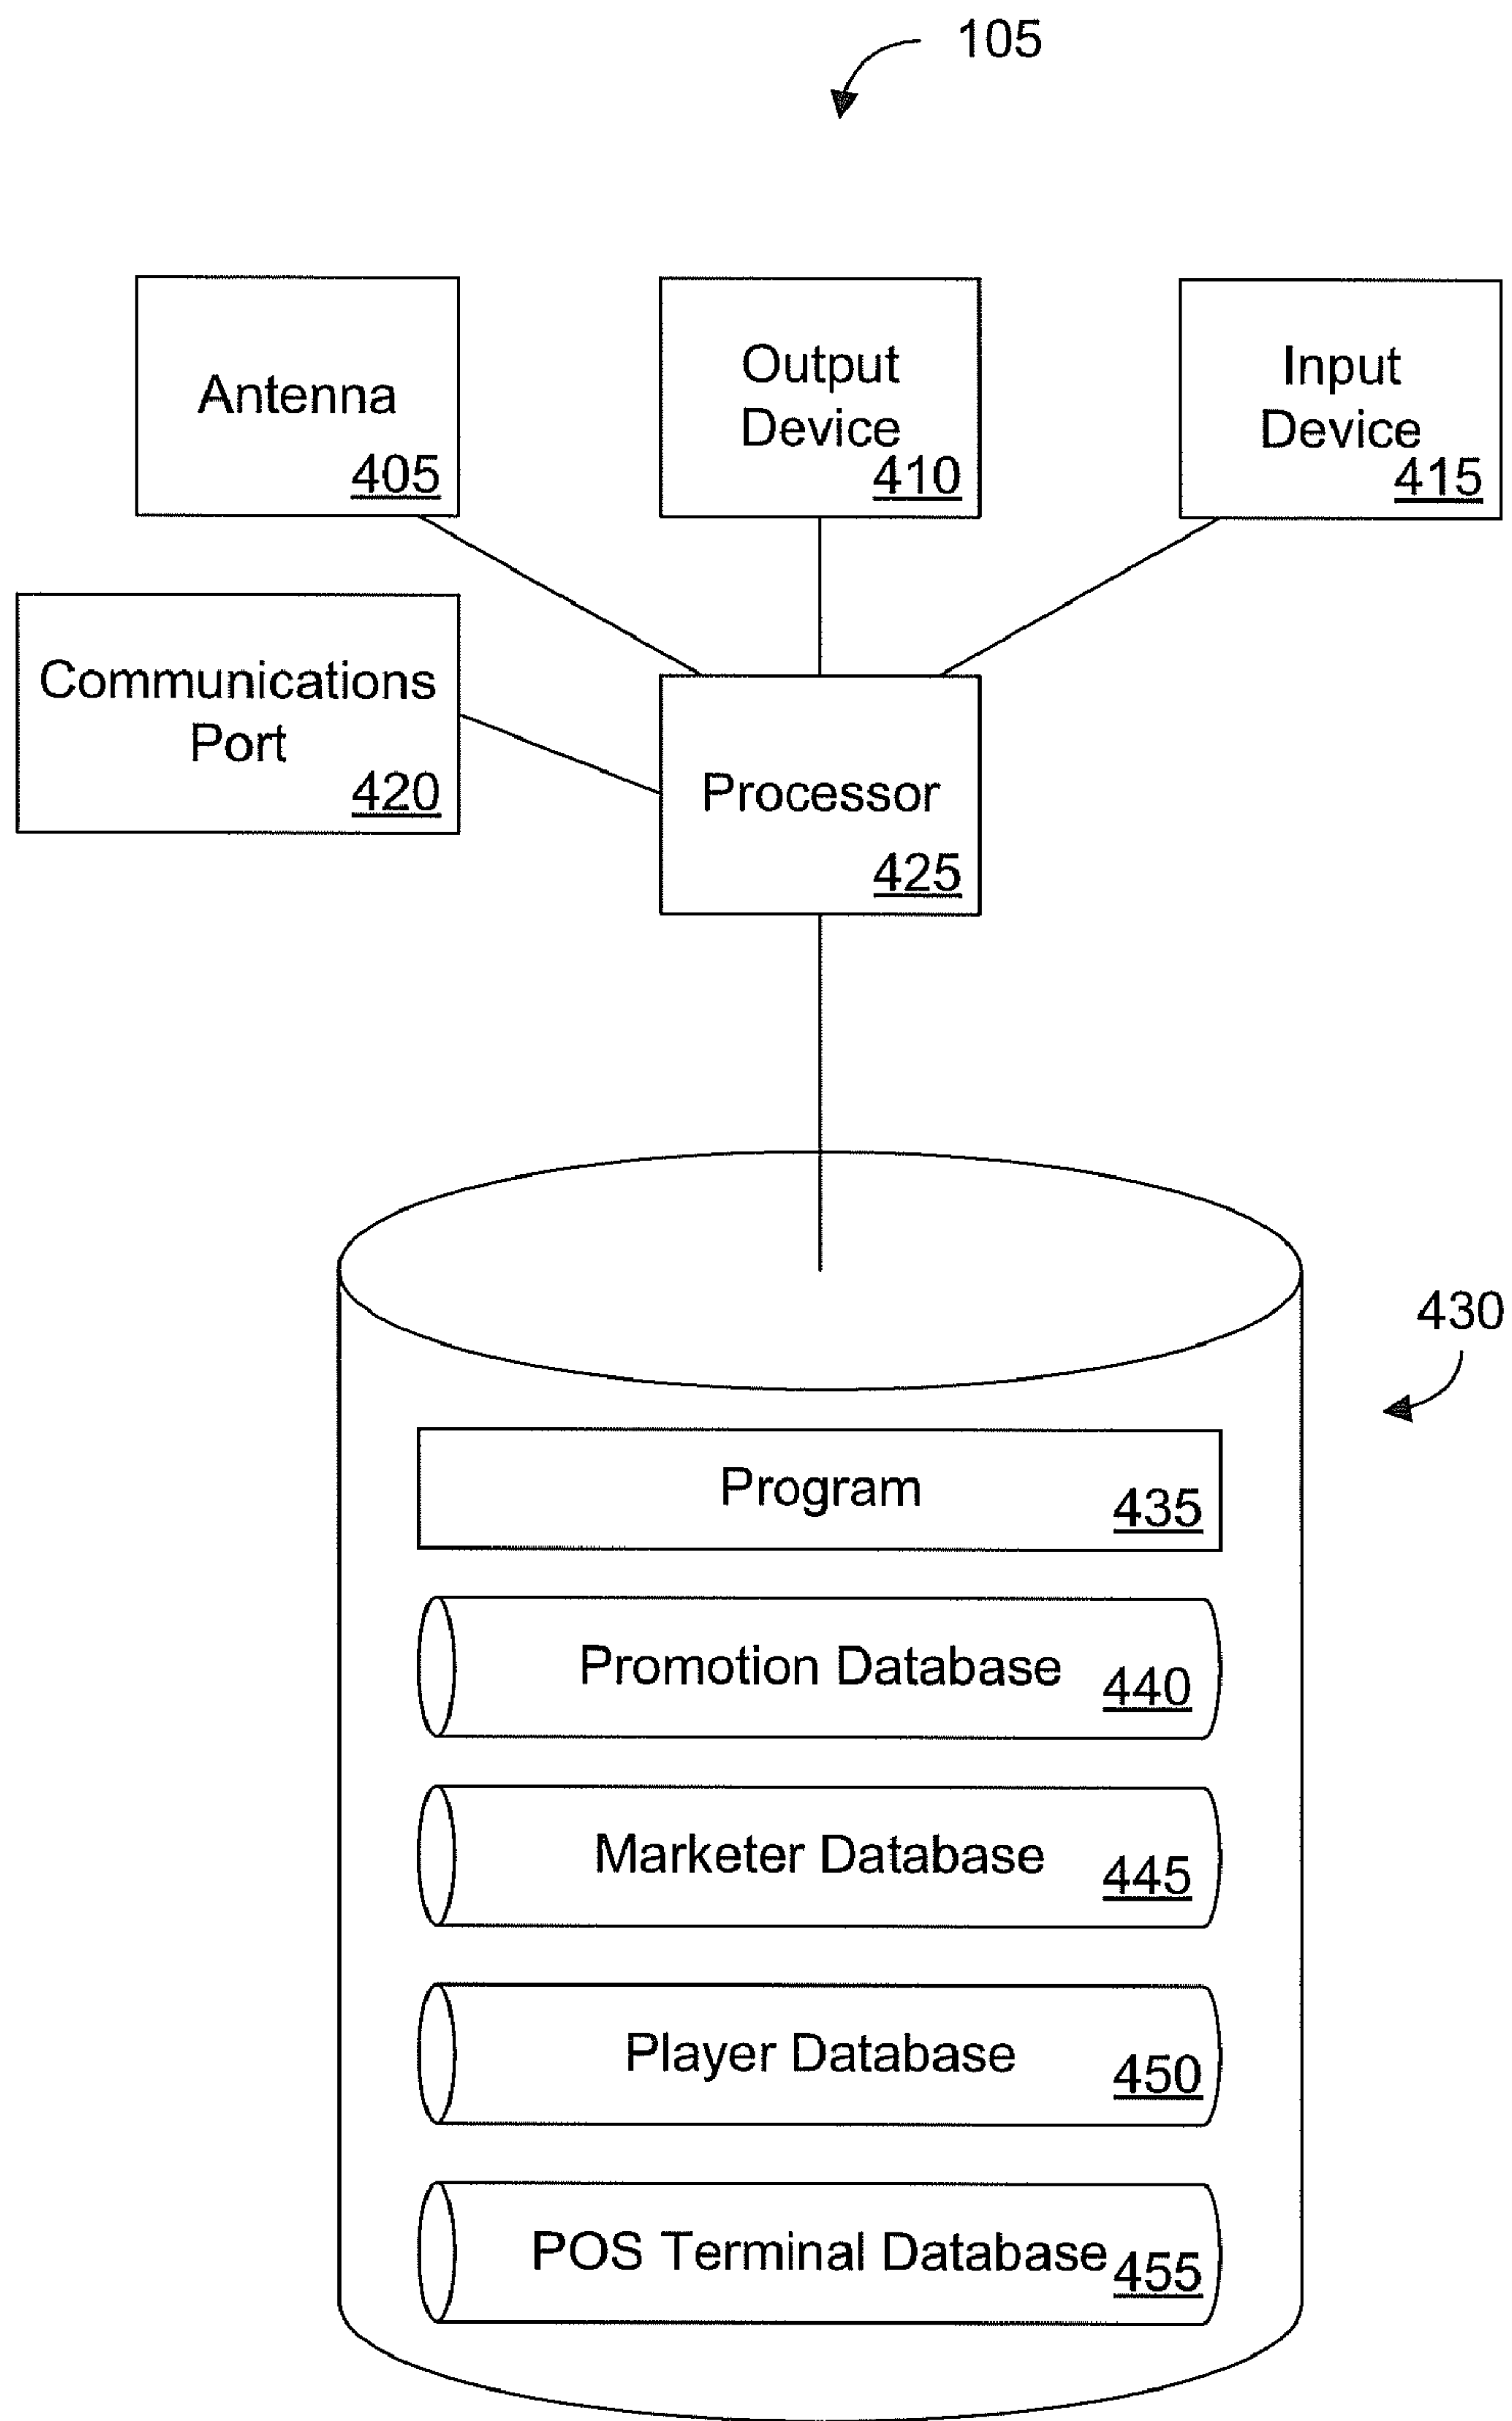 105
Antenna
405
Output
Device
410
Input
Device
415
Communications
Port
420
Processor
425
430
Program
435
Promotion Database
440
Marketer Database
445
Player Database
450
POS Terminal Database
455